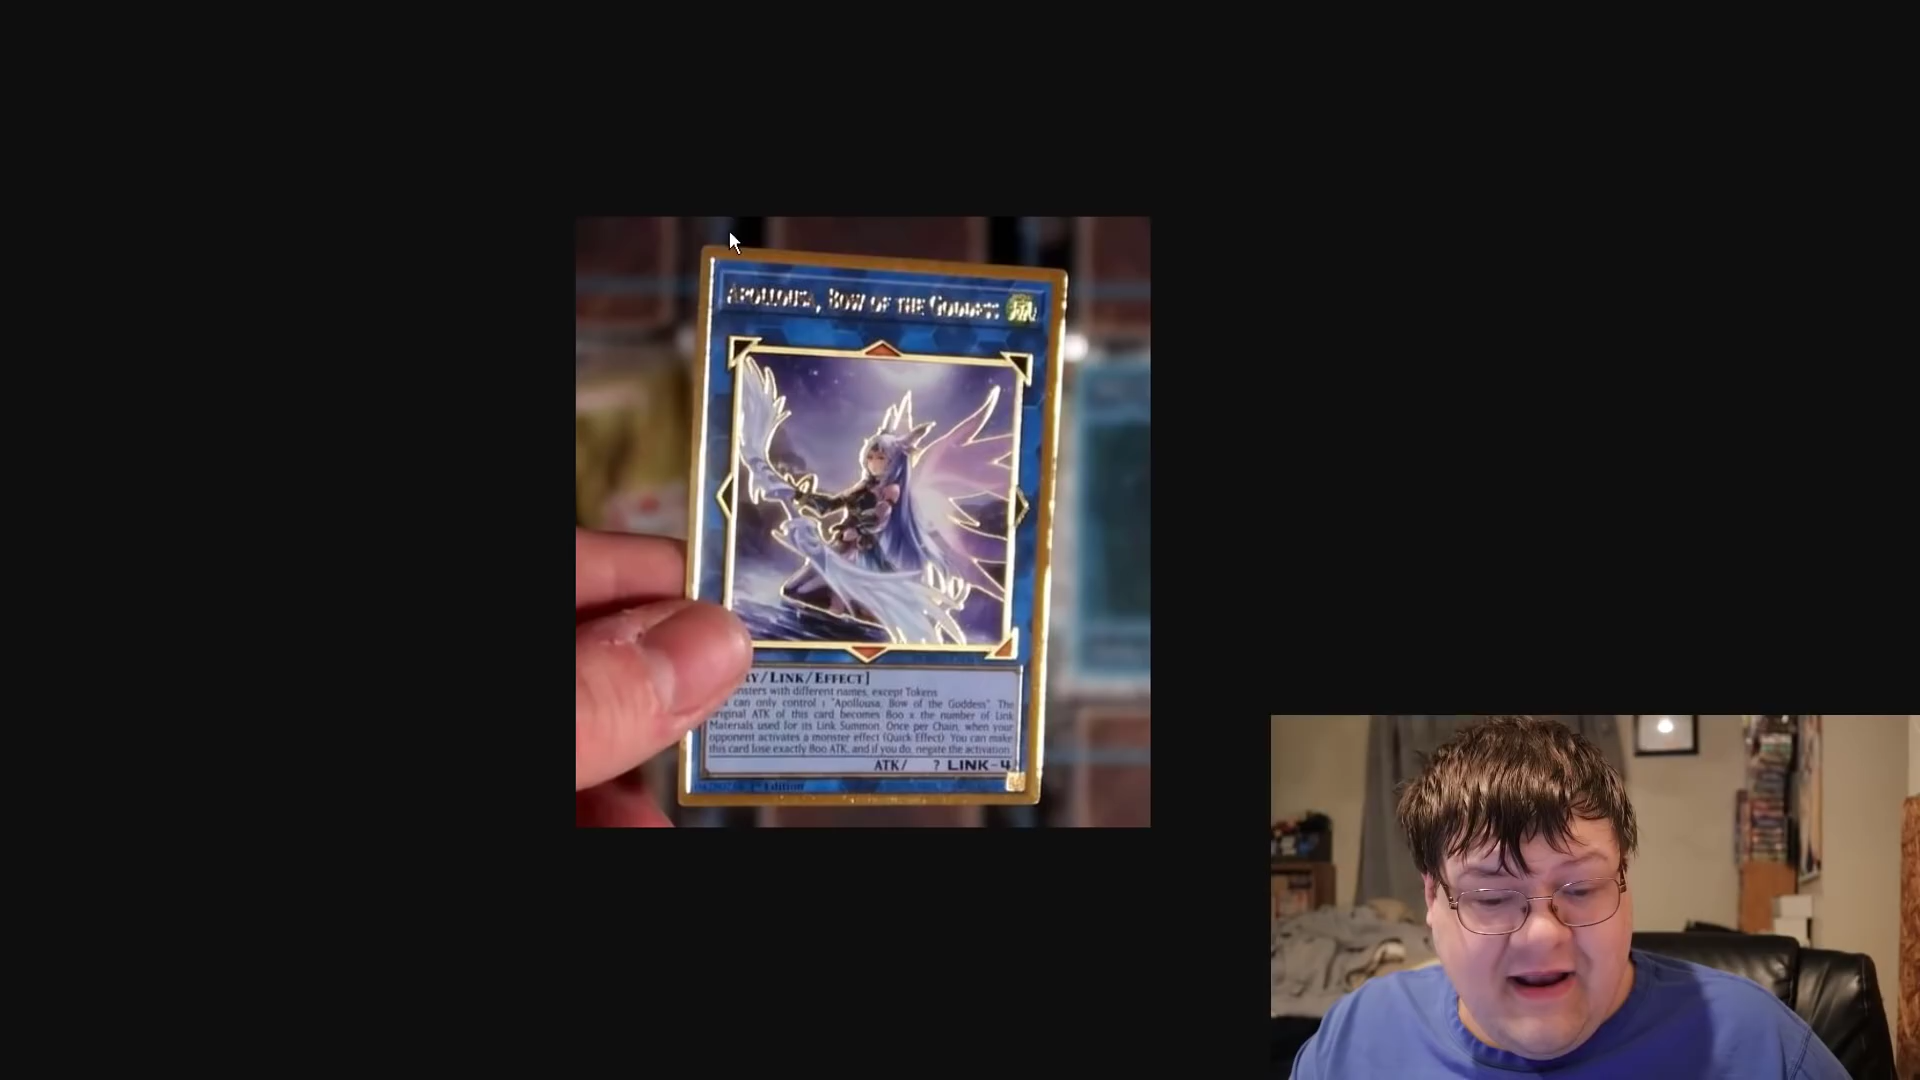 Apollousa, Bow of the Goddess
RY/Link/Effect]
nsters with different names, except Tokens
can only control 1 "Apollousa, Bow of the Goddess". The
original ATK of this card becomes 800 x the number of Link
Materials used for its Link Summon. Once per Chain, when your
opponent activates a monster effect (Quick Effect): You can make
this card lose exactly 800 ATK, and if you do, negate the activation.
ATK/ ? LINK-4
1st Edition